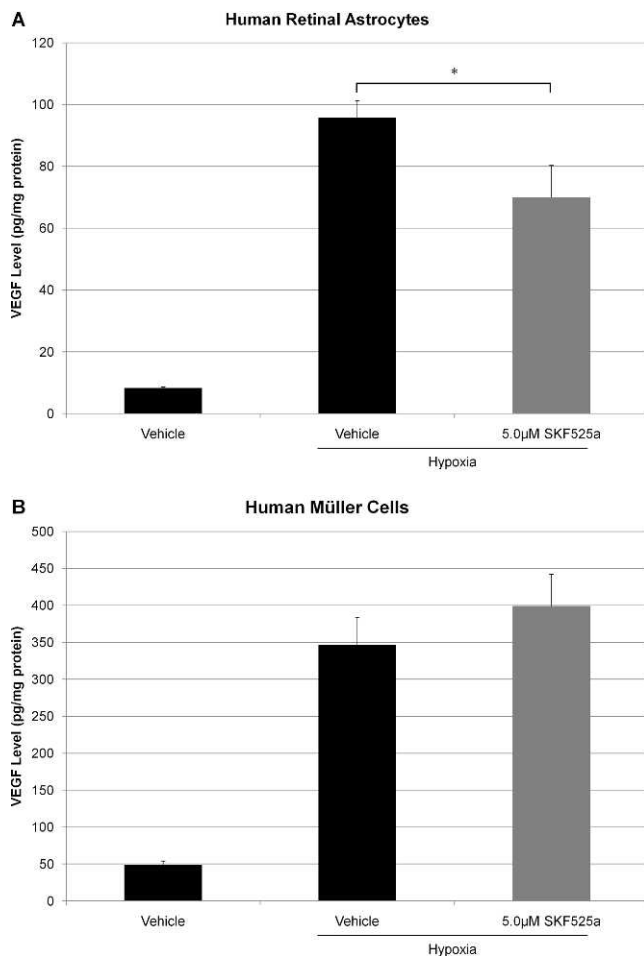 A
Human Retinal Astrocytes
VEGF Level (pg/mg protein)
120
100
80
60
40
20
0
*
Vehicle
Vehicle
5.0µM SKF525a
Hypoxia
B
Human Müller Cells
VEGF Level (pg/mg protein)
500
450
400
350
300
250
200
150
100
50
0
Vehicle
Vehicle
5.0µM SKF525a
Hypoxia